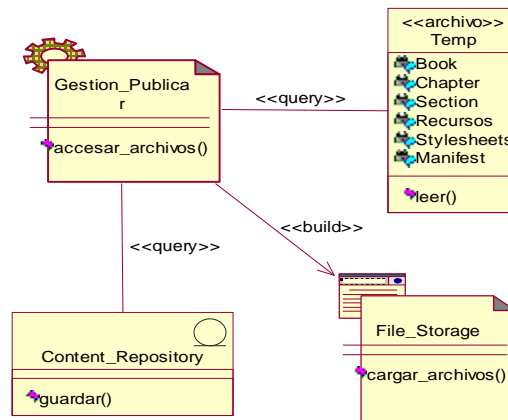 <<archivo>>
Temp
Book
Chapter
Section
Recursos
Stylesheets
Manifest
leer()
Gestion_Publica
r
accesar_archivos()
<<query>>
<<query>>
<<build>>
Content_Repository
guardar()
File_Storage
cargar_archivos()